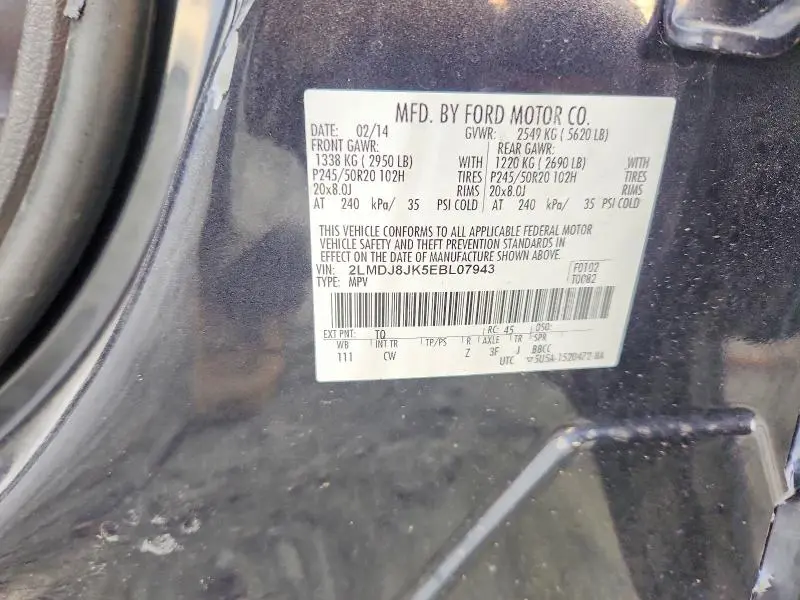 MFD. BY FORD MOTOR CO.
DATE: 02/14 GVWR: 2549 KG ( 5620 LB)
FRONT GAWR: REAR GAWR:
1338 KG ( 2950 LB) WITH 1220 KG ( 2690 LB) WITH
P245/50R20 102H TIRES P245/50R20 102H TIRES
20x8.0J RIMS 20x8.0J RIMS
AT 240 kPa/ 35 PSI COLD AT 240 kPa/ 35 PSI COLD
THIS VEHICLE CONFORMS TO ALL APPLICABLE FEDERAL MOTOR
VEHICLE SAFETY AND THEFT PREVENTION STANDARDS IN
EFFECT ON THE DATE OF MANUFACTURE SHOWN ABOVE.
VIN: 2LMDJ8JK5EBL07943 F0102
TYPE: MPV T0082
EXT PNT: TQ RC: 45 DSO:
WB INT TR TP/PS R AXLE TR SPR
111 CW Z 3F J BBCC
UTC